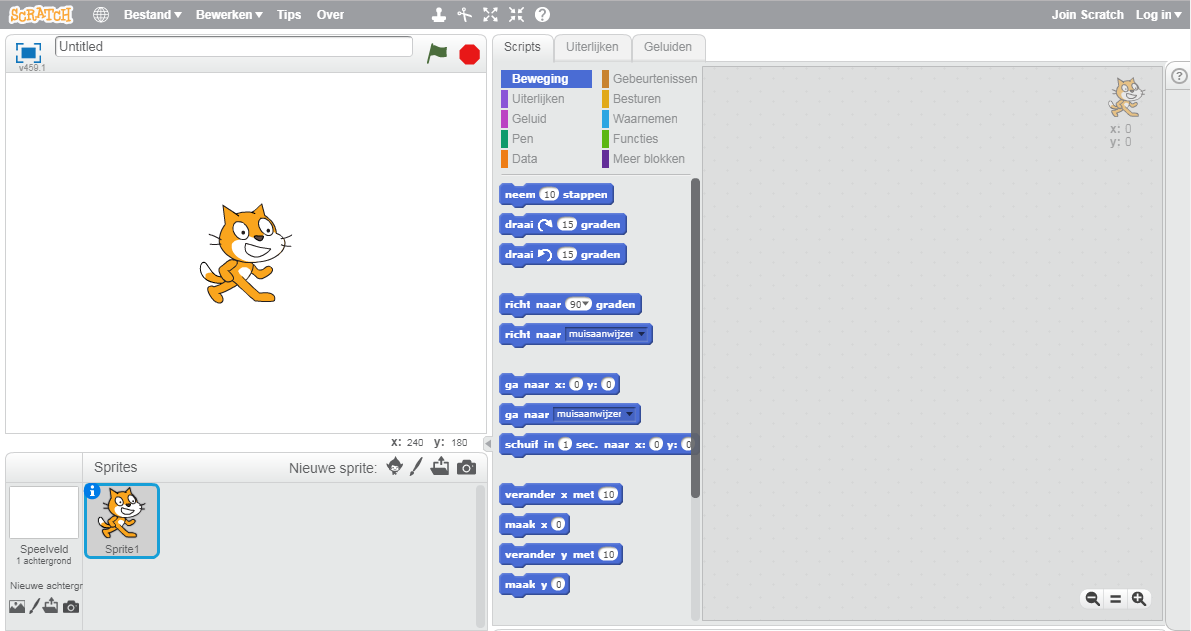 SCRATCH Bestand Bewerken Tips Over Join Scratch Log in
v459.1
Untitled
Scripts Uiterlijken Geluiden
Beweging Gebeurtenissen
Uiterlijken Besturen
Geluid Waarnemen
Pen Functies
Data Meer blokken
neem 10 stappen
draai 15 graden
draai 15 graden
richt naar 90 graden
richt naar muisaanwijzer
ga naar x: 0 y: 0
ga naar muisaanwijzer
schuif in 1 sec. naar x: 0 y: 0
verander x met 10
maak x 0
verander y met 10
maak y 0
x: 0
y: 0
x: 240 y: 180
Sprites Nieuwe sprite:
Sprite1
Speelveld
1 achtergrond
Nieuwe achtergr